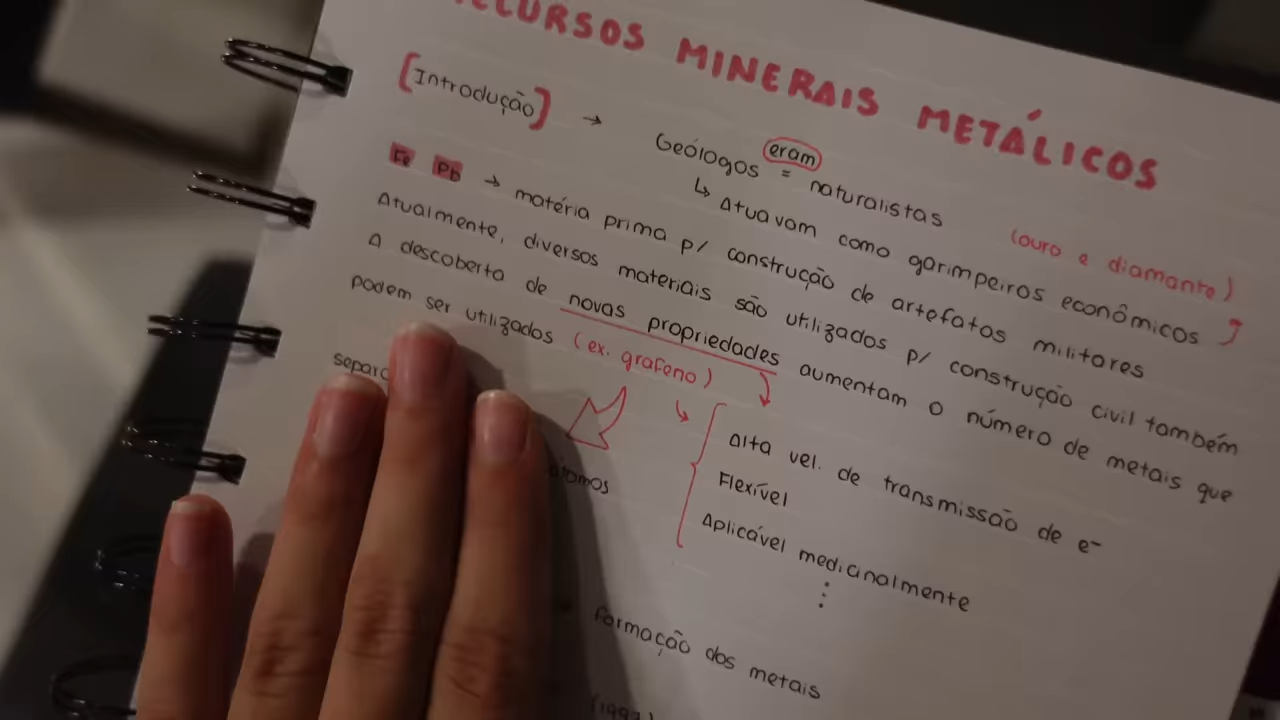 RECURSOS MINERAIS METÁLICOS
[Introdução] → Geólogos = naturalistas
eram
↳ Atuavam como garimpeiros econômicos
(ouro e diamante)
Fe Pb → matéria prima p/ construção de artefatos militares
Atualmente, diversos materiais são utilizados p/ construção civil também
A descoberta de novas propriedades aumentam o número de metais que
podem ser utilizados (ex. grafeno)
Alta vel. de transmissão de e-
Flexível
Aplicável medicinalmente
⋮
átomos
formação dos metais